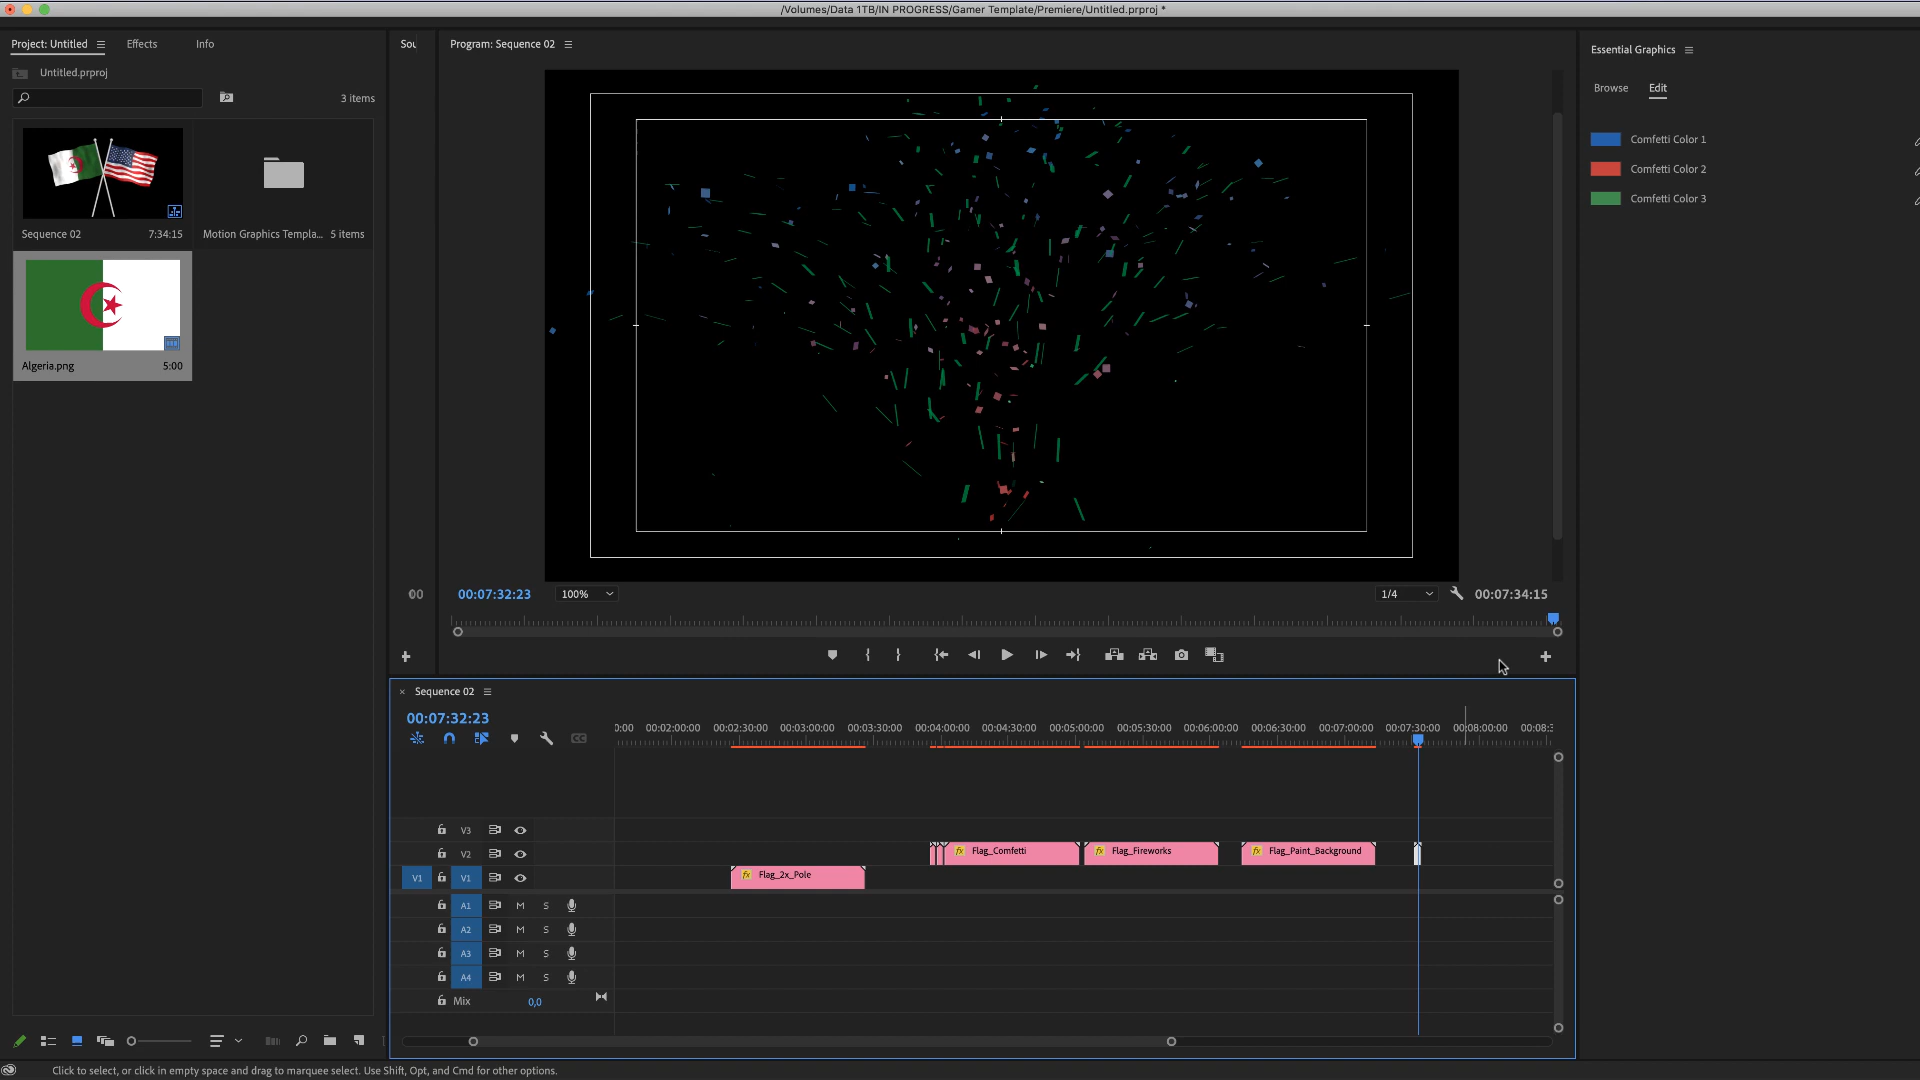 /Volumes/Data 1TB/IN PROGRESS/Gamer Template/Premiere/Untitled.prproj *
Project: Untitled
Effects
Info
Untitled.prproj
3 items
Sequence 02
7:34:15
Motion Graphics Templa...
5 items
Algeria.png
5:00
Sou
Program: Sequence 02
00
00:07:32:23
100%
1/4
00:07:34:15
Essential Graphics
Browse
Edit
Comfetti Color 1
Comfetti Color 2
Comfetti Color 3
× Sequence 02
00:07:32:23
0:00
00:02:00:00
00:02:30:00
00:03:00:00
00:03:30:00
00:04:00:00
00:04:30:00
00:05:00:00
00:05:30:00
00:06:00:00
00:06:30:00
00:07:00:00
00:07:30:00
00:08:00:00
00:08:3
V3
V2
fx Flag_Comfetti
fx Flag_Fireworks
fx Flag_Paint_Background
V1
V1
fx Flag_2x_Pole
A1 M S
A2 M S
A3 M S
A4 M S
Mix
0,0
Click to select, or click in empty space and drag to marquee select. Use Shift, Opt, and Cmd for other options.